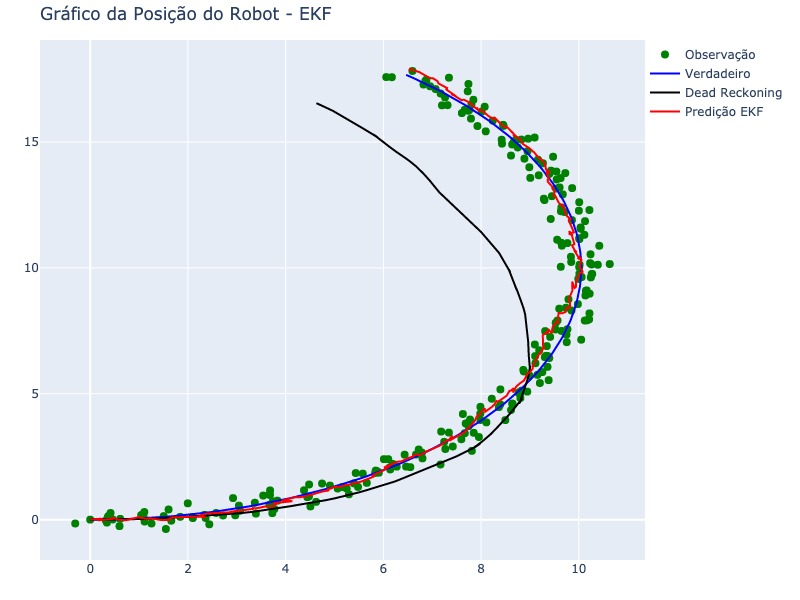 Gráfico da Posição do Robot - EKF
Observação
Verdadeiro
Dead Reckoning
Predição EKF
15
10
5
0
0 2 4 6 8 10